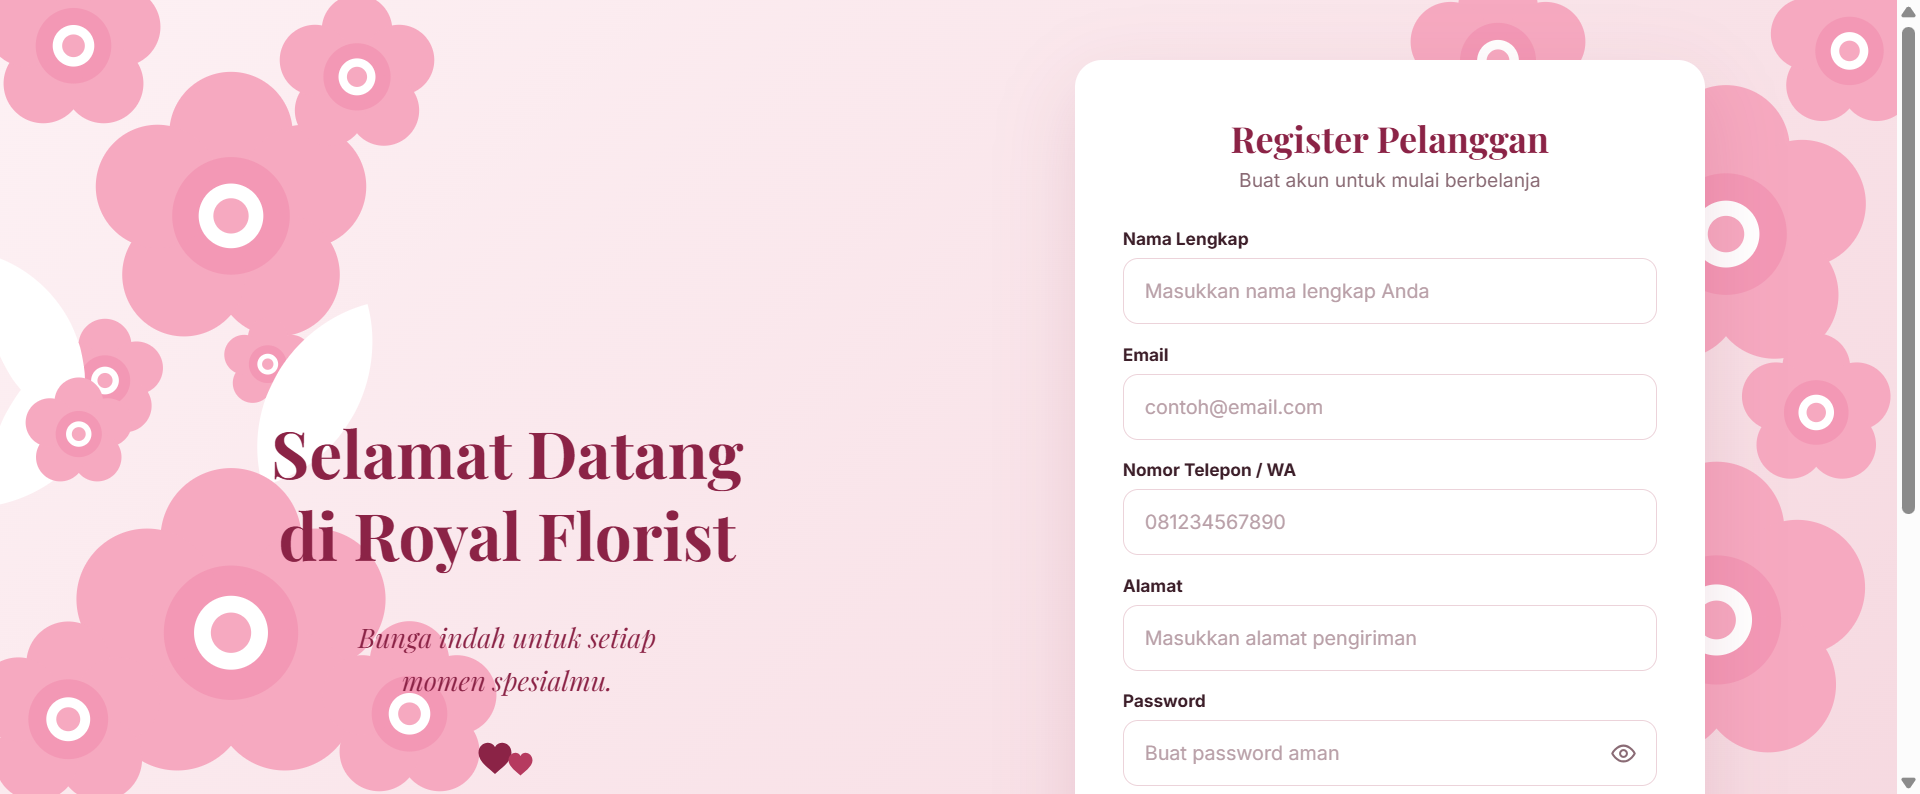 Selamat Datang
di Royal Florist
Bunga indah untuk setiap
momen spesialmu.
Register Pelanggan
Buat akun untuk mulai berbelanja
Nama Lengkap
Masukkan nama lengkap Anda
Email
contoh@email.com
Nomor Telepon / WA
081234567890
Alamat
Masukkan alamat pengiriman
Password
Buat password aman